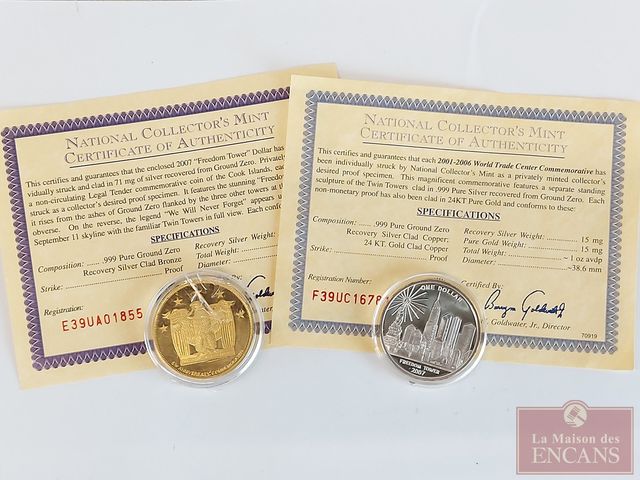 NATIONAL COLLECTOR'S MINT
CERTIFICATE OF AUTHENTICITY
This certifies and guarantees that the enclosed 2007 "Freedom Tower" Dollar has
vidually struck and clad in 71 mg of silver recovered from Ground Zero. Privately
a non-circulating Legal Tender commemorative coin of the Cook Islands, ea
struck as a collector's desired proof specimen. It features the stunning "Freedo
it rises from the ashes of Ground Zero flanked by the three other towers at th
obverse. On the reverse, the legend "We Will Never Forget" appears u
September 11 skyline with the familiar Twin Towers in full view. Each conform
SPECIFICATIONS
Composition: .999 Pure Ground Zero
Recovery Silver Clad Bronze
Strike: Proof
Recovery Silver Weight:
Total Weight:
Diameter:
Registration:
E39UA01855
NATIONAL COLLECTOR'S MINT
CERTIFICATE OF AUTHENTICITY
This certifies and guarantees that each 2001-2006 World Trade Center Commemorative has
been individually struck by National Collector's Mint as a privately minted collector's
desired proof specimen. This magnificent commemorative features a separate standing
sculpture of the Twin Towers clad in .999 Pure Silver recovered from Ground Zero. Each
non-monetary proof has also been clad in 24KT Pure Gold and conforms to these:
SPECIFICATIONS
Composition: .999 Pure Ground Zero
Recovery Silver Clad Copper;
24 KT. Gold Clad Copper
Strike: Proof
Recovery Silver Weight: 15 mg
Pure Gold Weight: 15 mg
Total Weight: ~ 1 oz avdp
Diameter: ~38.6 mm
Registration Number:
F39UC1678
Certified By:
Goldwater, Jr., Director
70919
ONE DOLLAR
FREEDOM TOWER
2007
La Maison des
ENCANS